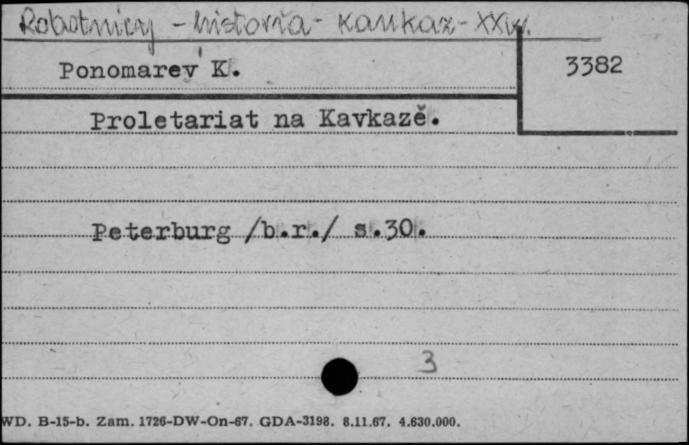 Robotnicy - historia - Kaukaz - XX w.
Ponomarev K. 3382
Proletariat na Kavkazě.
Peterburg /b.r./ s.30.
3
WD. B-15-b. Zam. 1726-DW-On-67. GDA-3198. 8.11.67. 4.630.000.